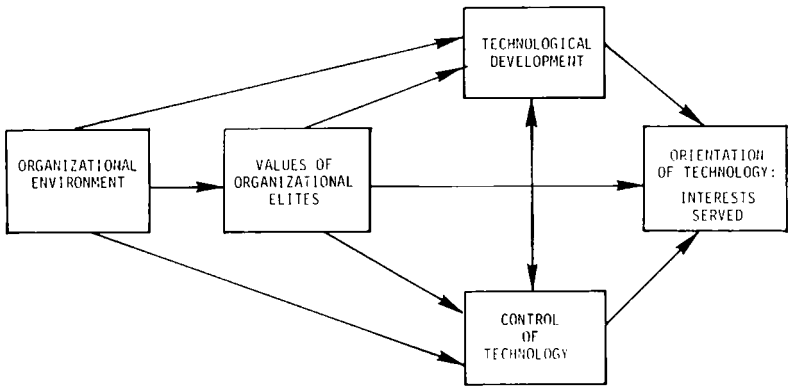 TECHNOLOGICAL
DEVELOPMENT
ORGANIZATIONAL
ENVIRONMENT
VALUES OF
ORGANIZATIONAL
ELITES
ORIENTATION
OF TECHNOLOGY:
INTERESTS
SERVED
CONTROL
OF
TECHNOLOGY